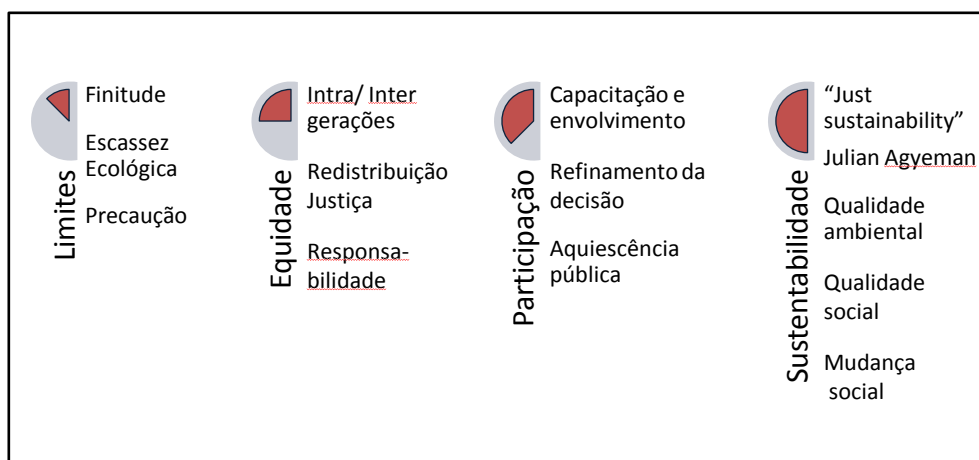 Limites
Finitude
Escassez
Ecológica
Precaução
Equidade
Intra/ Inter
gerações
Redistribuição
Justiça
Responsa-
bilidade
Participação
Capacitação e
envolvimento
Refinamento da
decisão
Aquiescência
pública
Sustentabilidade
“Just
sustainability”
Julian Agyeman
Qualidade
ambiental
Qualidade
social
Mudança
social